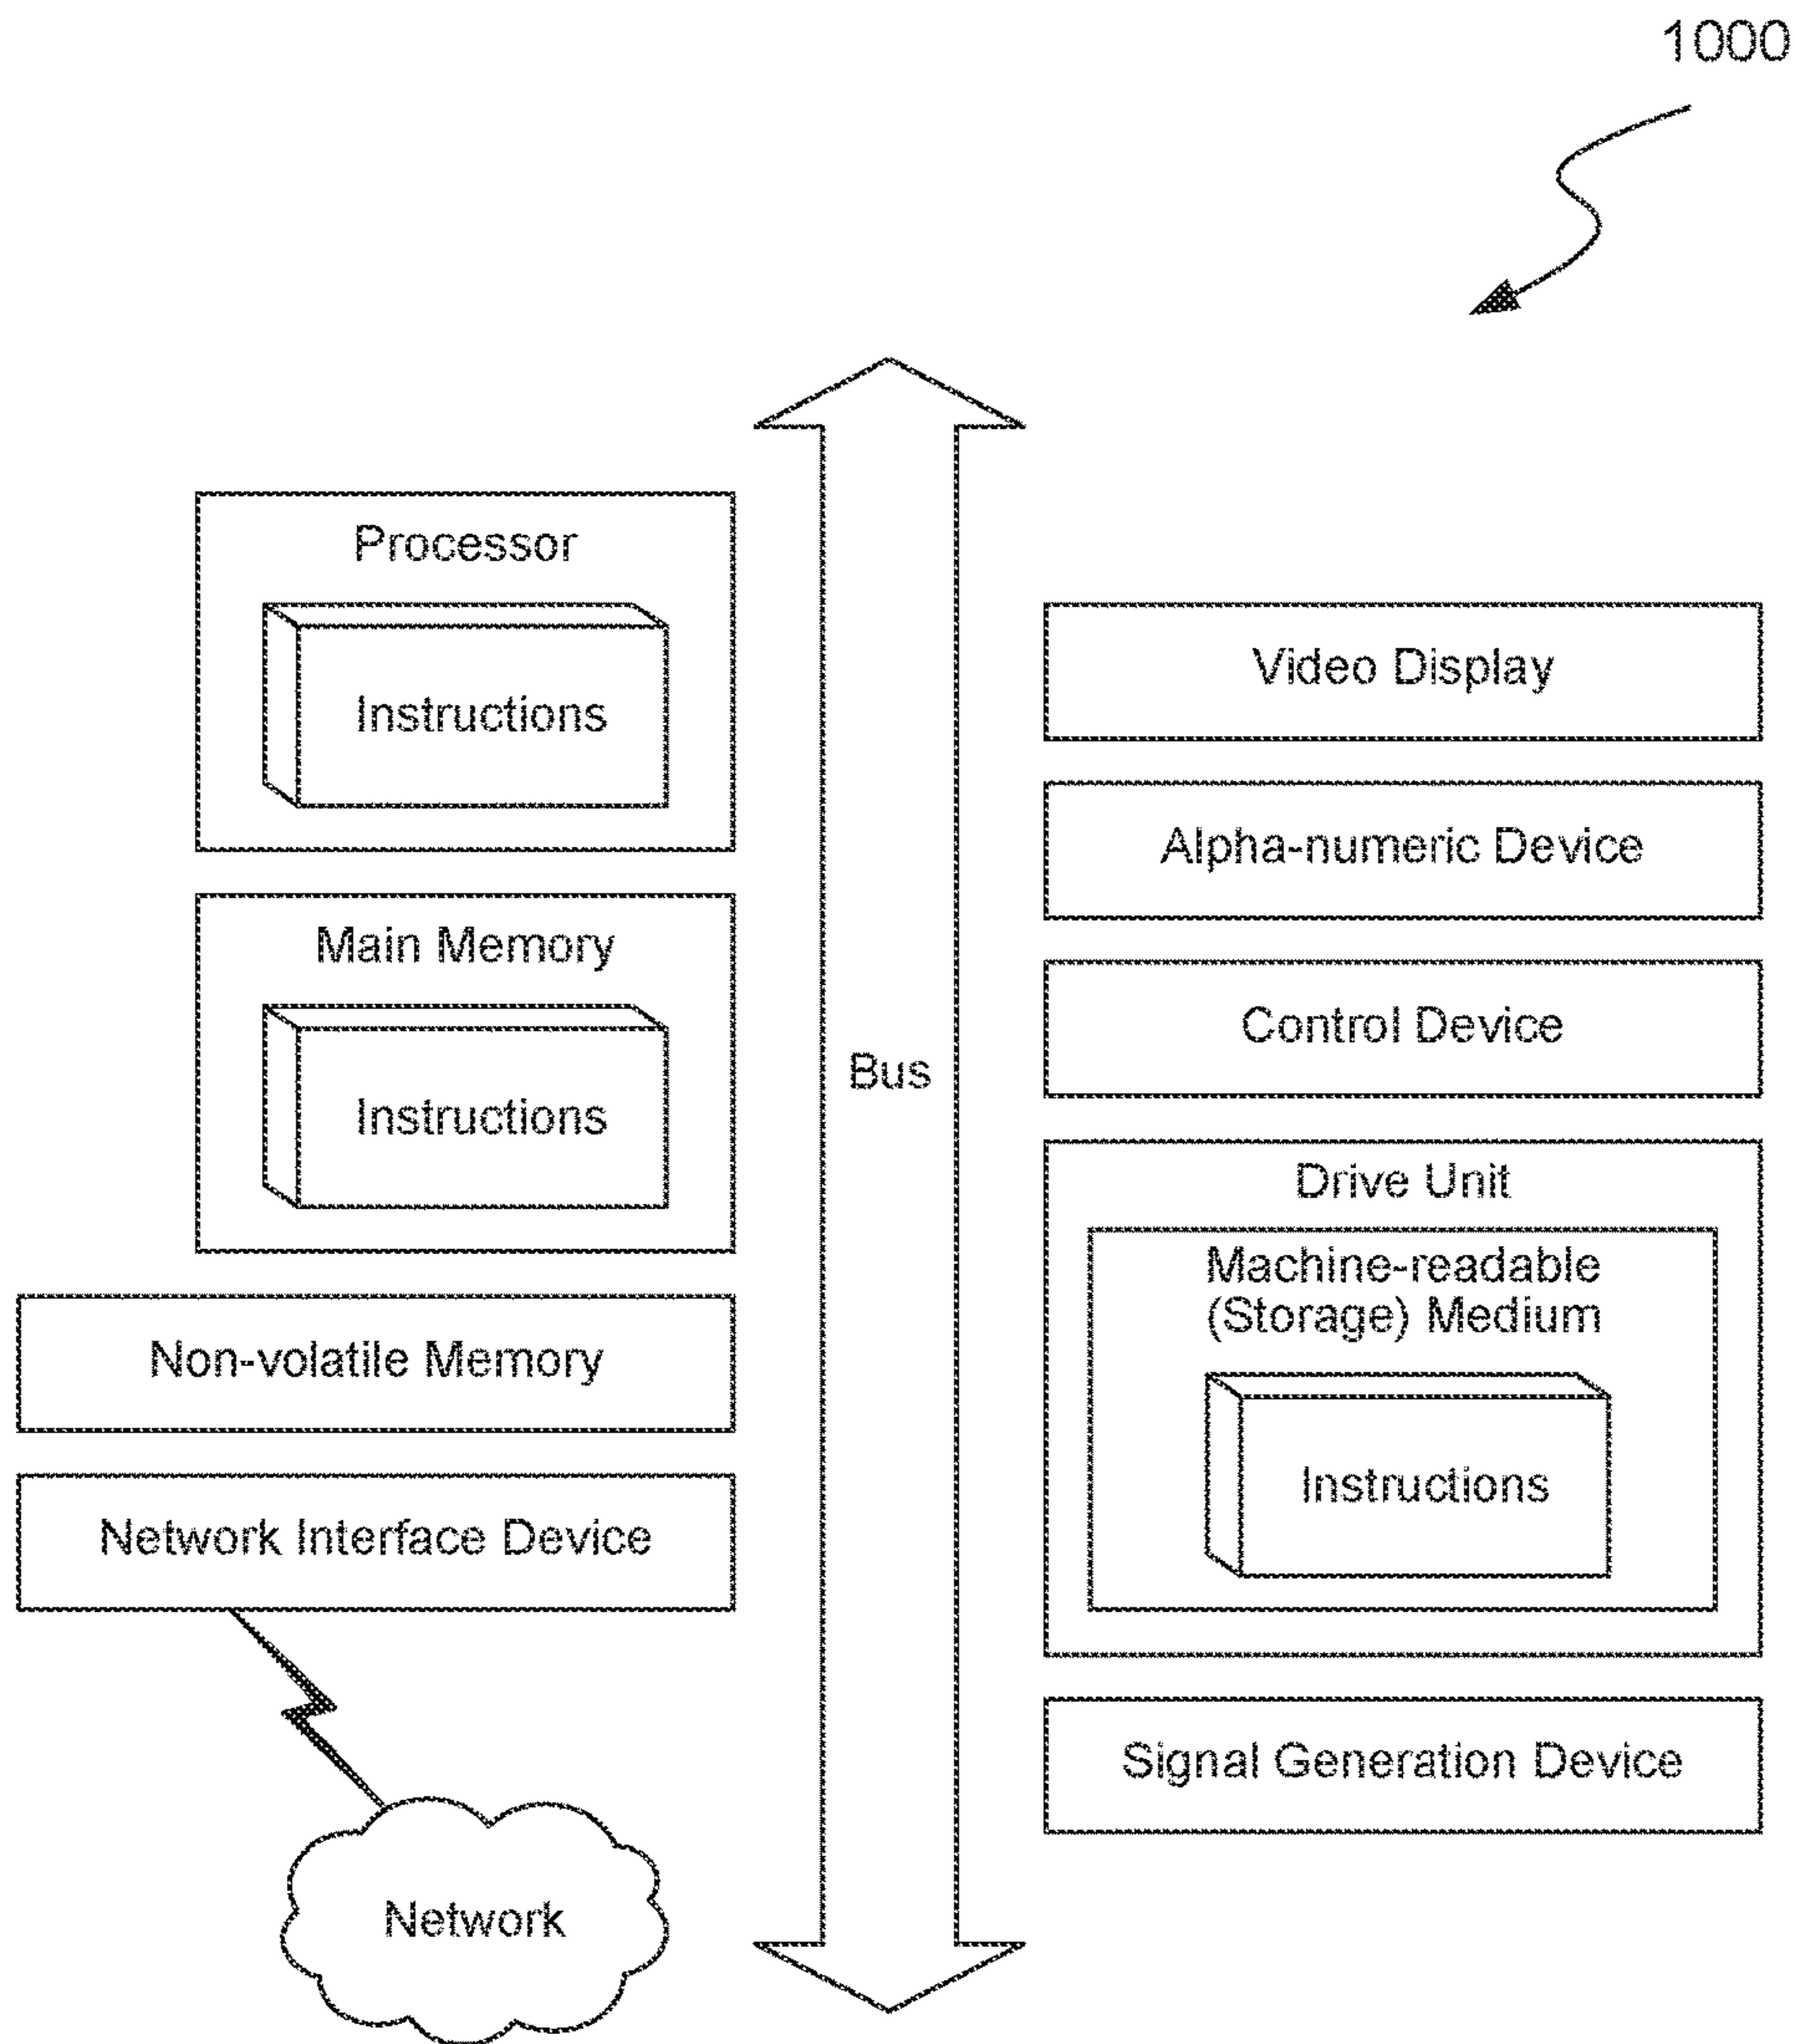 1000
Processor
Instructions
Main Memory
Instructions
Non-volatile Memory
Network Interface Device
Network
Bus
Video Display
Alpha-numeric Device
Control Device
Drive Unit
Machine-readable
(Storage) Medium
Instructions
Signal Generation Device